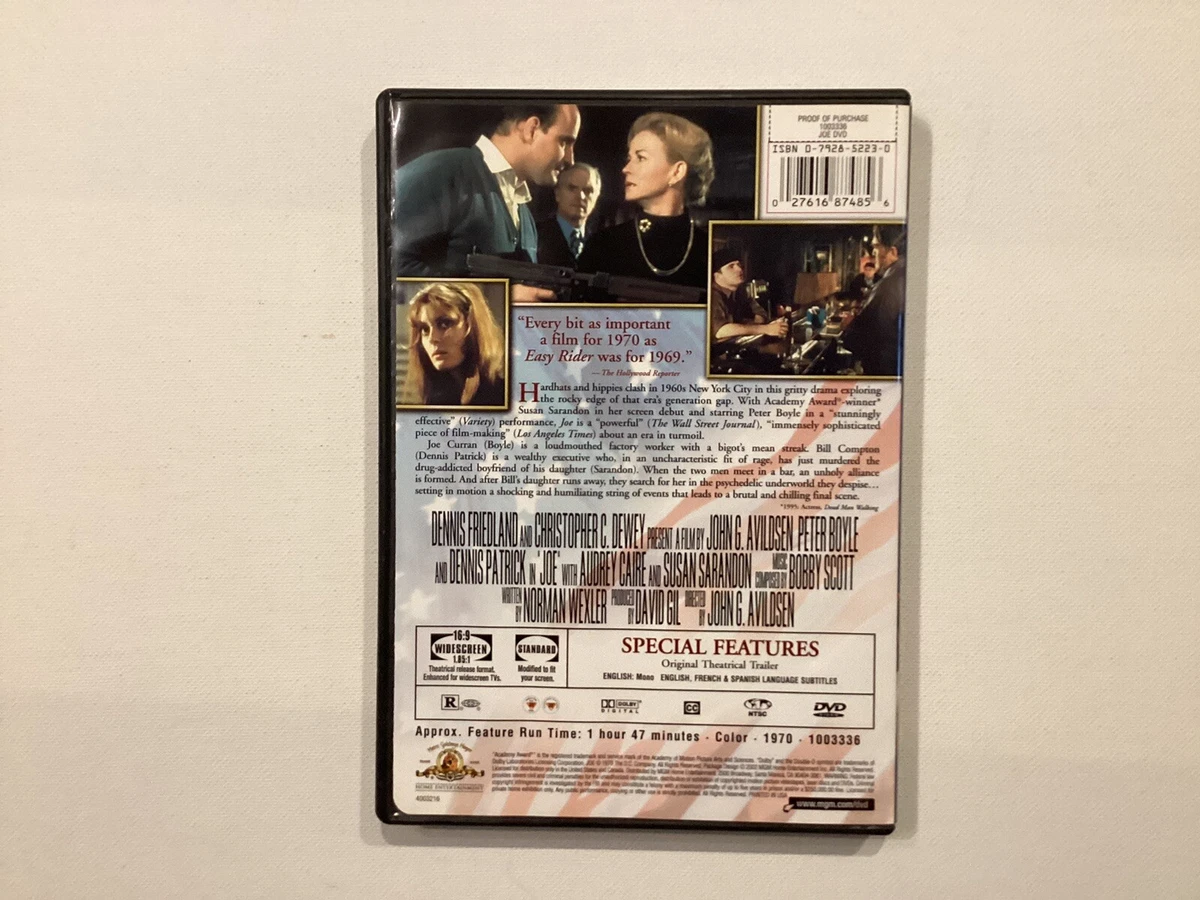 PROOF OF PURCHASE
1003336
JOE DVD
ISBN 0-7928-5223-0
0 27616 87485 6
“Every bit as important
a film for 1970 as
Easy Rider was for 1969.”
—The Hollywood Reporter
Hardhats and hippies clash in 1960s New York City in this gritty drama exploring
the rocky edge of that era's generation gap. With Academy Award®-winner*
Susan Sarandon in her screen debut and starring Peter Boyle in a “stunningly
effective” (Variety) performance, Joe is a “powerful” (The Wall Street Journal), “immensely sophisticated
piece of film-making” (Los Angeles Times) about an era in turmoil.
Joe Curran (Boyle) is a loudmouthed factory worker with a bigot's mean streak. Bill Compton
(Dennis Patrick) is a wealthy executive who, in an uncharacteristic fit of rage, has just murdered the
drug-addicted boyfriend of his daughter (Sarandon). When the two men meet in a bar, an unholy alliance
is formed. And after Bill's daughter runs away, they search for her in the psychedelic underworld they despise...
setting in motion a shocking and humiliating string of events that leads to a brutal and chilling final scene.
*1995: Actress, Dead Man Walking
DENNIS FRIEDLAND AND CHRISTOPHER C. DEWEY PRESENT A FILM BY JOHN G. AVILDSEN PETER BOYLE
AND DENNIS PATRICK IN 'JOE' WITH AUDREY CAIRE AND SUSAN SARANDON MUSIC COMPOSED BY BOBBY SCOTT
WRITTEN BY NORMAN WEXLER PRODUCED BY DAVID GIL DIRECTED BY JOHN G. AVILDSEN
16:9
WIDESCREEN
1.85:1
Theatrical release format.
Enhanced for widescreen TVs.
STANDARD
Modified to fit
your screen.
SPECIAL FEATURES
Original Theatrical Trailer
ENGLISH: Mono ENGLISH, FRENCH & SPANISH LANGUAGE SUBTITLES
R
DOLBY
DIGITAL
CC
NTSC
DVD
VIDEO
Approx. Feature Run Time: 1 hour 47 minutes · Color · 1970 · 1003336
HOME ENTERTAINMENT
4003216
www.mgm.com/dvd